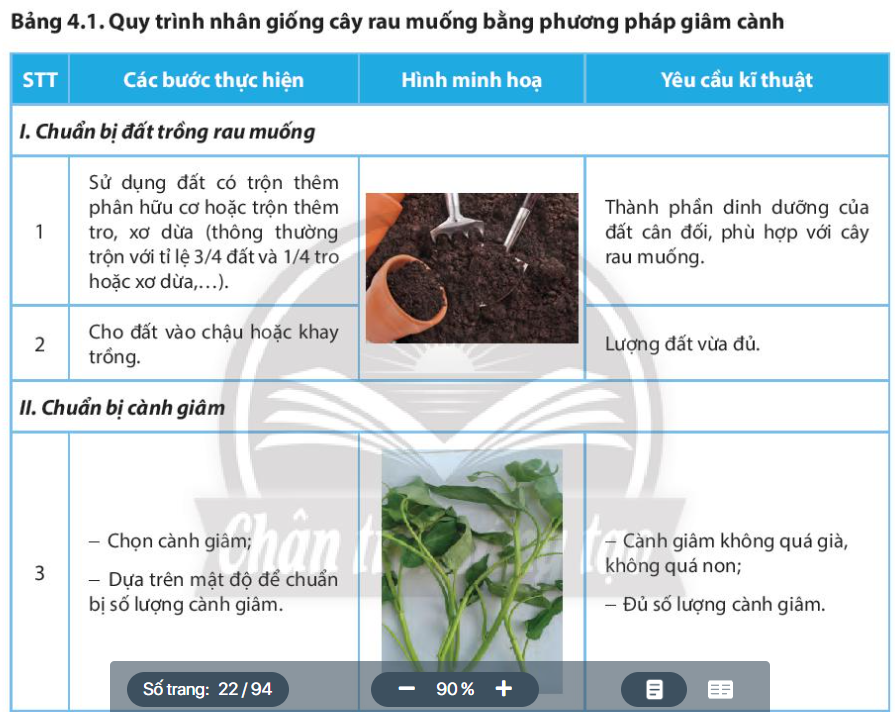 Bảng 4.1. Quy trình nhân giống cây rau muống bằng phương pháp giâm cành
STT
Các bước thực hiện
Hình minh hoạ
Yêu cầu kĩ thuật
I. Chuẩn bị đất trồng rau muống
1
Sử dụng đất có trộn thêm
phân hữu cơ hoặc trộn thêm
tro, xơ dừa (thông thường
trộn với tỉ lệ 3/4 đất và 1/4 tro
hoặc xơ dừa,...).
Thành phần dinh dưỡng của
đất cân đối, phù hợp với cây
rau muống.
2
Cho đất vào chậu hoặc khay
trồng.
Lượng đất vừa đủ.
II. Chuẩn bị cành giâm
3
– Chọn cành giâm;
– Dựa trên mật độ để chuẩn
bị số lượng cành giâm.
– Cành giâm không quá già,
không quá non;
– Đủ số lượng cành giâm.
Chân t tạo
Số trang: 22 / 94
− 90 % +